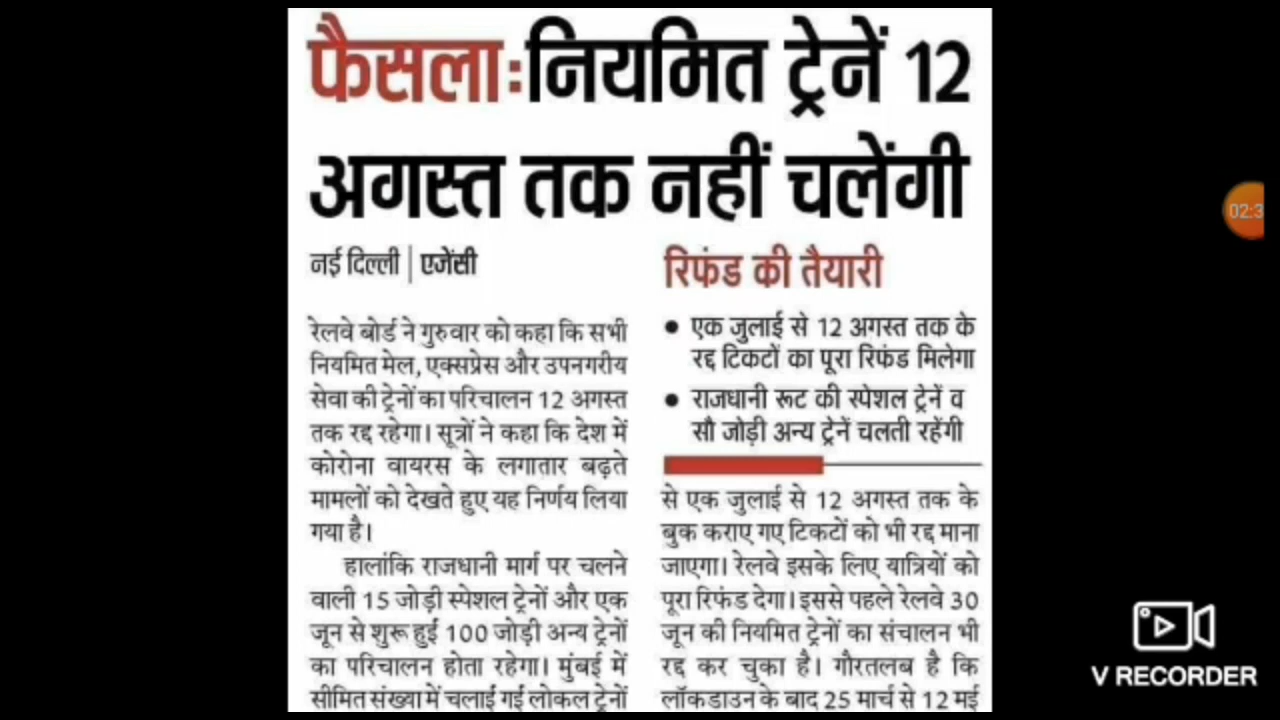 फैसला:नियमित ट्रेनें 12
अगस्त तक नहीं चलेंगी
नई दिल्ली | एजेंसी
रेलवे बोर्ड ने गुरुवार को कहा कि सभी
नियमित मेल, एक्सप्रेस और उपनगरीय
सेवा की ट्रेनों का परिचालन 12 अगस्त
तक रद्द रहेगा। सूत्रों ने कहा कि देश में
कोरोना वायरस के लगातार बढ़ते
मामलों को देखते हुए यह निर्णय लिया
गया है।
हालांकि राजधानी मार्ग पर चलने
वाली 15 जोड़ी स्पेशल ट्रेनों और एक
जून से शुरू हुईं 100 जोड़ी अन्य ट्रेनों
का परिचालन होता रहेगा। मुंबई में
सीमित संख्या में चलाई गईं लोकल ट्रेनों
रिफंड की तैयारी
● एक जुलाई से 12 अगस्त तक के
रद्द टिकटों का पूरा रिफंड मिलेगा
● राजधानी रूट की स्पेशल ट्रेनें व
सौ जोड़ी अन्य ट्रेनें चलती रहेंगी
से एक जुलाई से 12 अगस्त तक के
बुक कराए गए टिकटों को भी रद्द माना
जाएगा। रेलवे इसके लिए यात्रियों को
पूरा रिफंड देगा। इससे पहले रेलवे 30
जून की नियमित ट्रेनों का संचालन भी
रद्द कर चुका है। गौरतलब है कि
लॉकडाउन के बाद 25 मार्च से 12 मई
02:3
V RECORDER